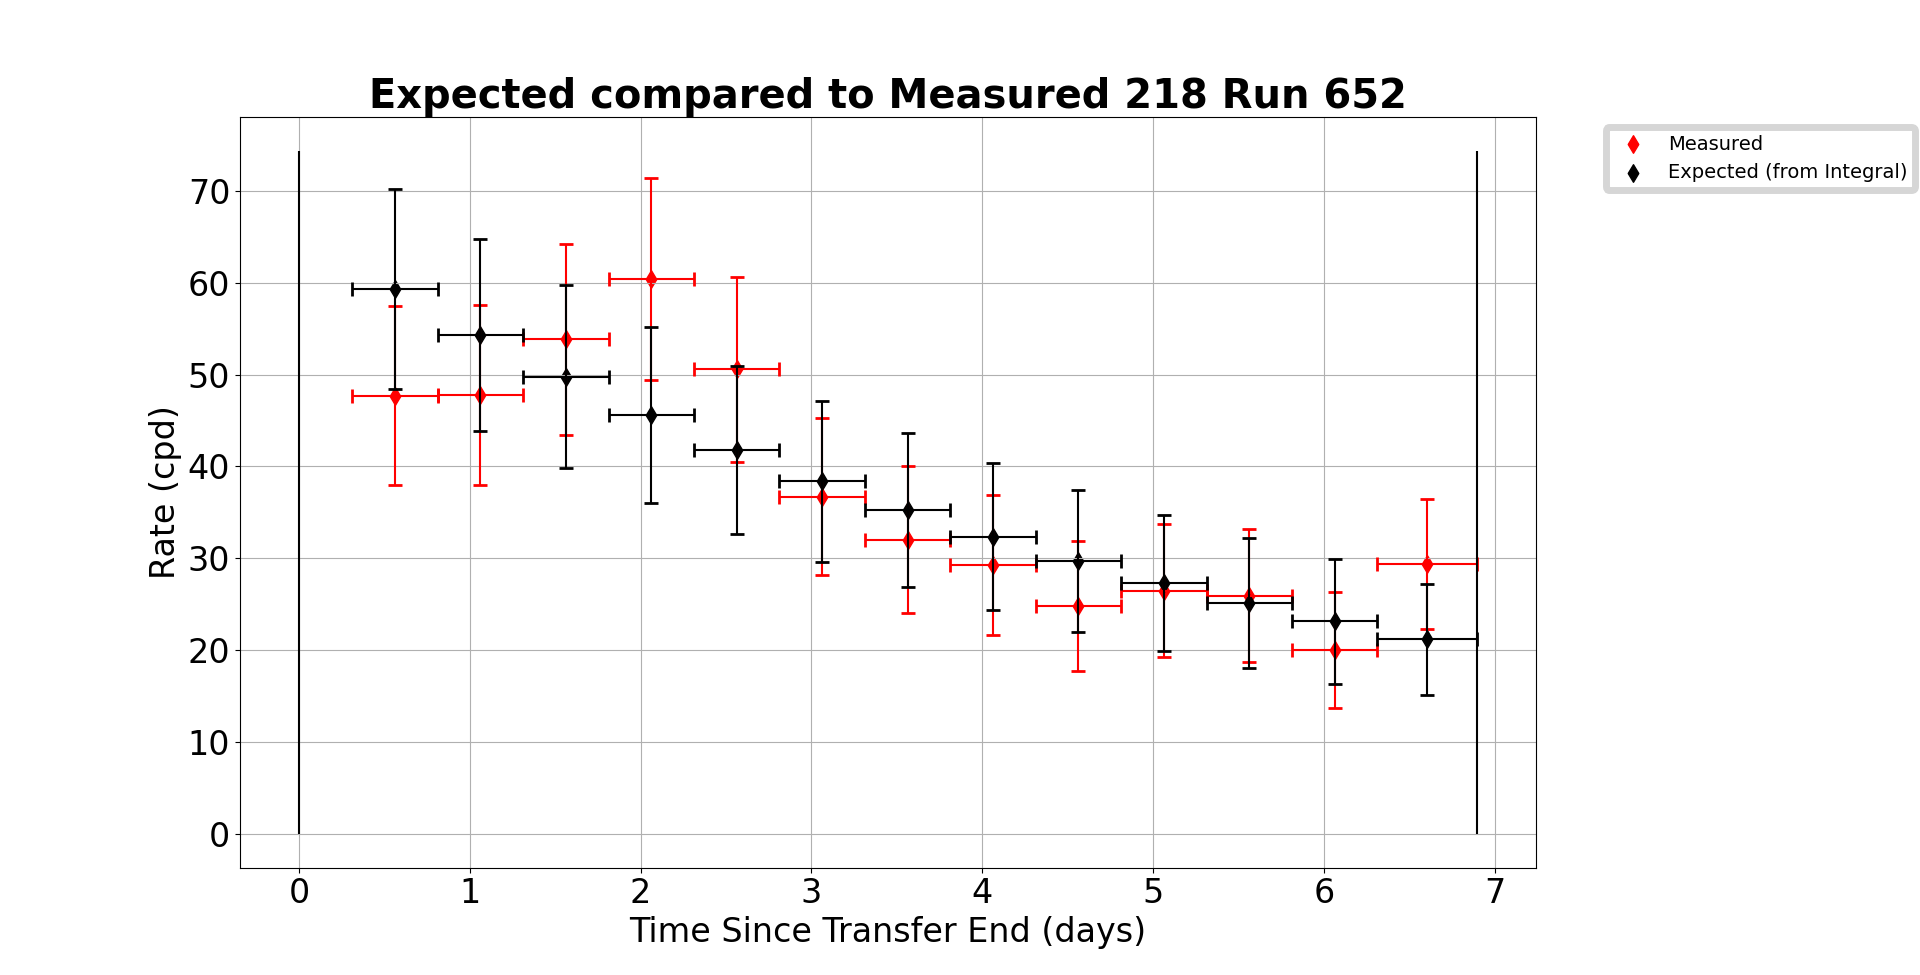 Expected compared to Measured 218 Run 652
Measured
Expected (from Integral)
70
60
50
40
30
20
10
0
Rate (cpd)
0 1 2 3 4 5 6 7
Time Since Transfer End (days)